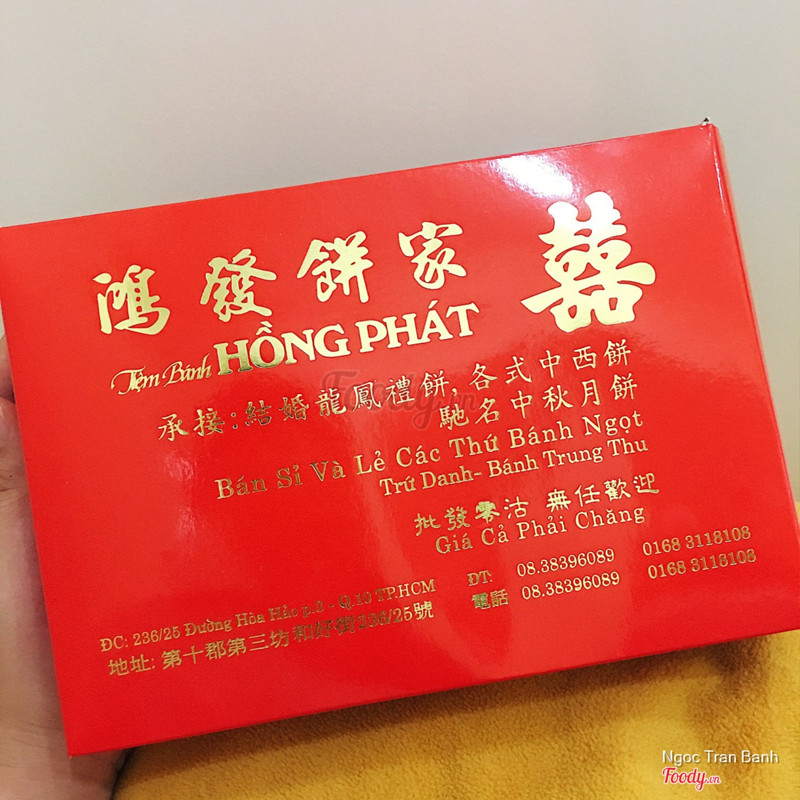 鴻發餅家 囍
Tiệm Bánh HỒNG PHÁT
承接:結婚龍鳳禮餅,各式中西餅
馳名中秋月餅
Bán Sỉ Và Lẻ Các Thứ Bánh Ngọt
Trứ Danh- Bánh Trung Thu
批發零沽 無任歡迎
Giá Cả Phải Chăng
ĐC: 236/25 Đường Hòa Hảo p.3 - Q.10 TP.HCM
地址: 第十郡第三坊和好街236/25號
ĐT: 08.38396089 0168 3118108
電話 08.38396089 0168 3118108
Foody.vn
Ngoc Tran Banh
Foody.vn